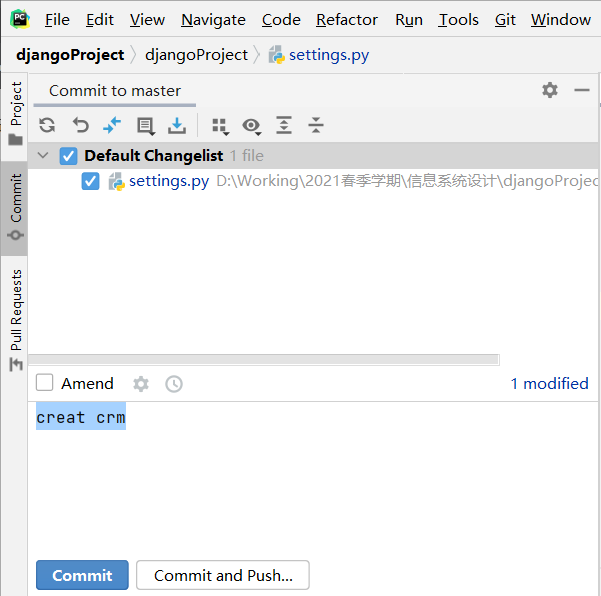 PC File Edit View Navigate Code Refactor Run Tools Git Window
djangoProject djangoProject settings.py
Project
Commit
Pull Requests
Commit to master
Default Changelist 1 file
settings.py D:\Working\2021春季学期\信息系统设计\djangoProjec
Amend 1 modified
creat crm
Commit Commit and Push...